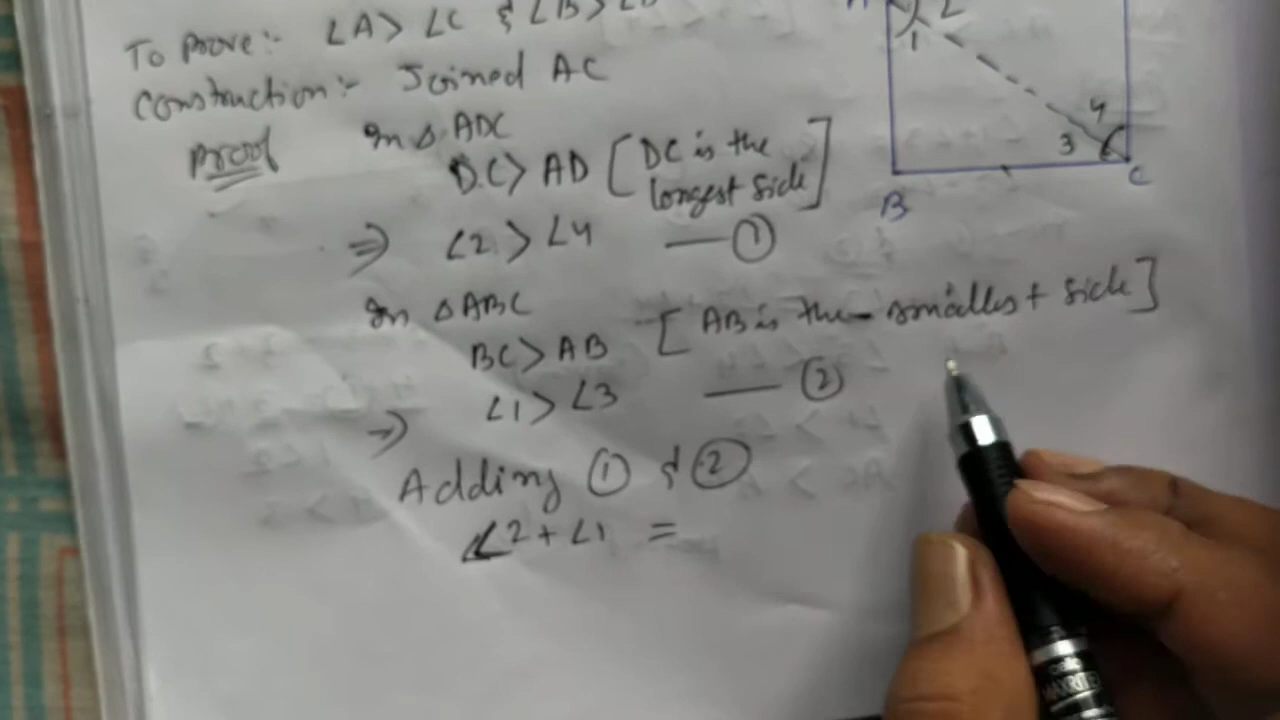 To prove:- ∠A> ∠C & ∠B> ∠D
Construction:- Joined AC
Proof
In △ ADC
DC> AD [DC is the
longest side]
⇒ ∠2 > ∠4 — ①
In △ABC
BC> AB [AB is the smallest side]
⇒ ∠1> ∠3 — ②
Adding ① & ②
∠2+∠1 =
A
2
1
4
3
B
C